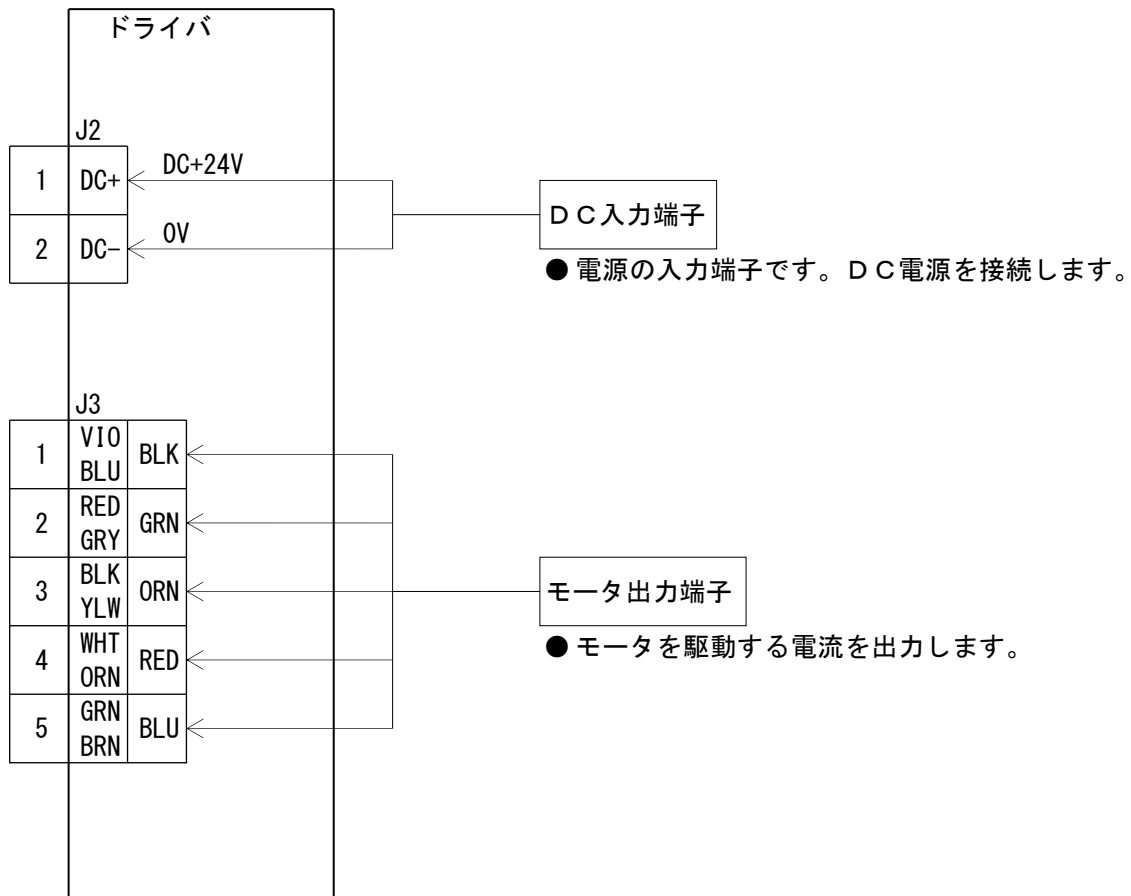 ドライバ
J2
1 DC+ DC+24V
2 DC- 0V
DC入力端子
● 電源の入力端子です。DC電源を接続します。
J3
1 VIO BLU BLK
2 RED GRY GRN
3 BLK YLW ORN
4 WHT ORN RED
5 GRN BRN BLU
モータ出力端子
● モータを駆動する電流を出力します。